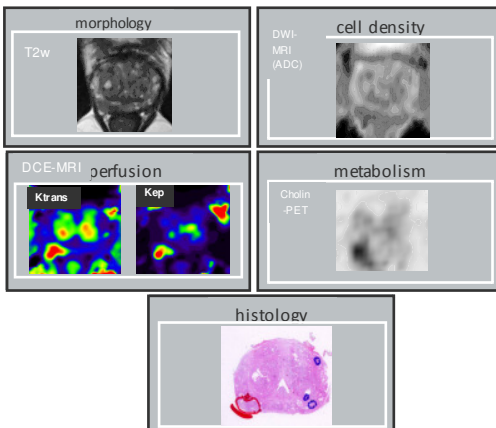 morphology
T2w
cell density
DWI-
MRI
(ADC)
DCE-MRI perfusion
Ktrans
Kep
metabolism
Cholin
-PET
histology